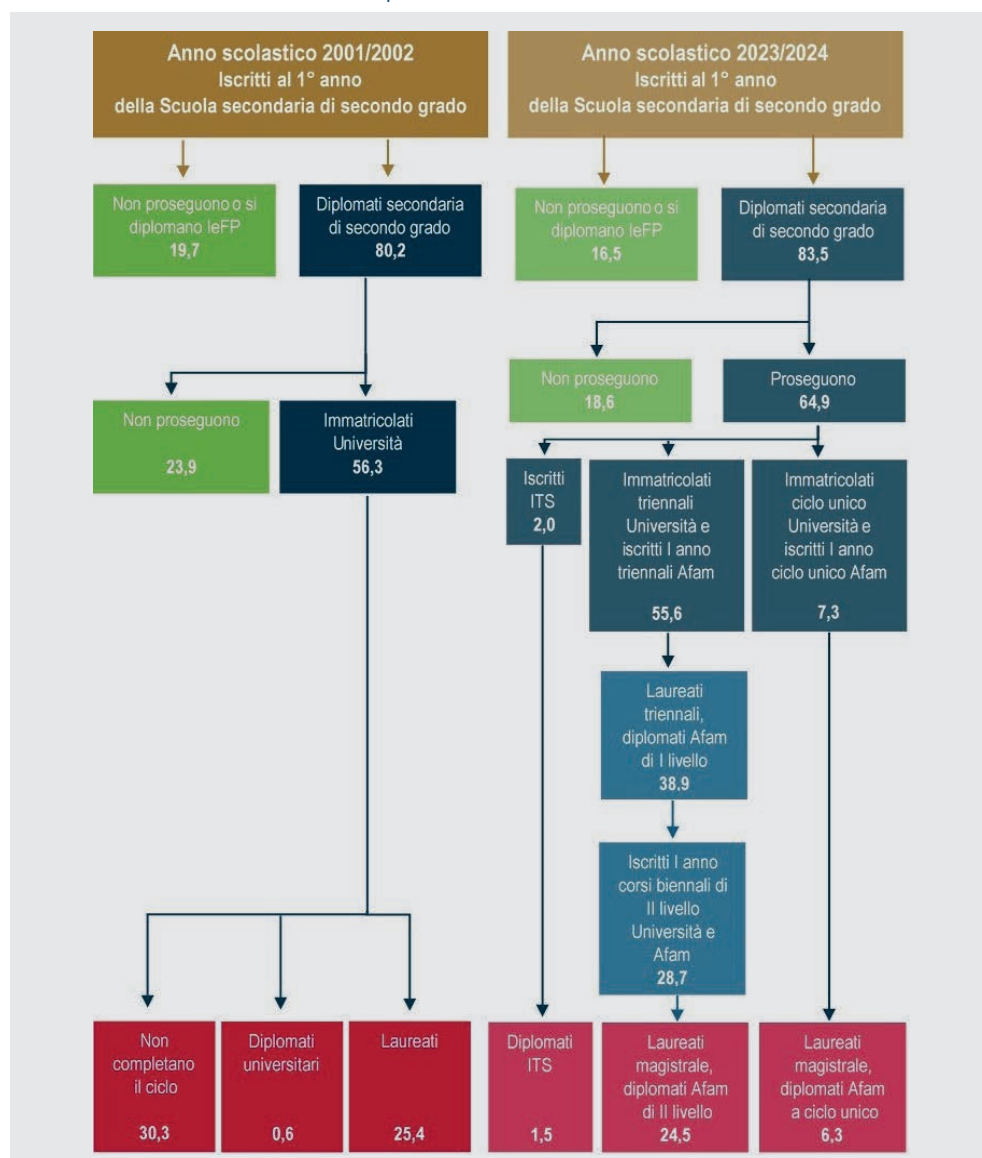 Anno scolastico 2001/2002
Iscritti al 1° anno
della Scuola secondaria di secondo grado
Anno scolastico 2023/2024
Iscritti al 1° anno
della Scuola secondaria di secondo grado
Non proseguono o si
diplomano IeFP
19,7
Diplomati secondaria
di secondo grado
80,2
Non proseguono o si
diplomano IeFP
16,5
Diplomati secondaria
di secondo grado
83,5
Non proseguono
23,9
Immatricolati
Università
56,3
Non proseguono
18,6
Proseguono
64,9
Iscritti
ITS
2,0
Immatricolati
triennali
Università e
iscritti I anno
triennali Afam
55,6
Immatricolati
ciclo unico
Università e
iscritti I anno
ciclo unico Afam
7,3
Laureati
triennali,
diplomati Afam
di I livello
38,9
Iscritti I anno
corsi biennali di
II livello
Università e
Afam
28,7
Non
completano
il ciclo
30,3
Diplomati
universitari
0,6
Laureati
25,4
Diplomati
ITS
1,5
Laureati
magistrale,
diplomati Afam
di II livello
24,5
Laureati
magistrale,
diplomati Afam
a ciclo unico
6,3